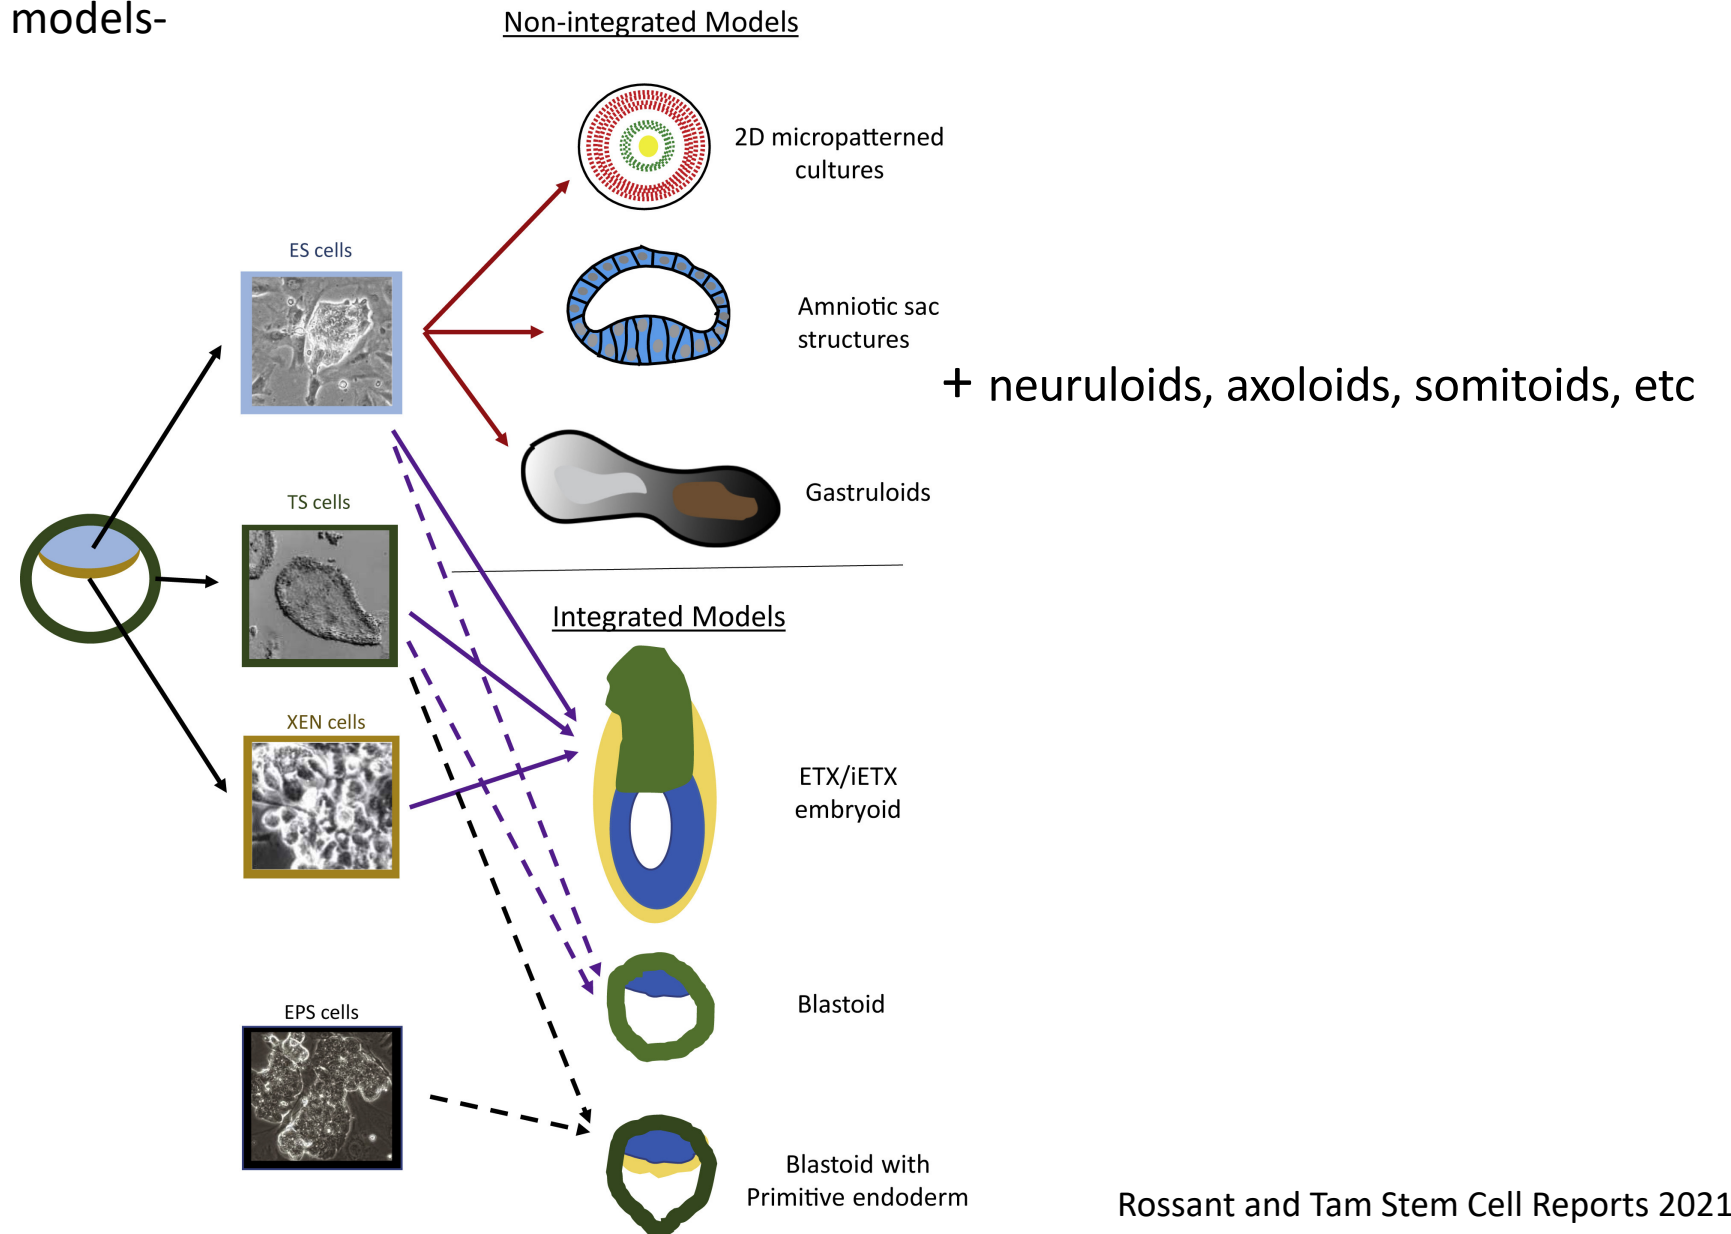 models-
Non-integrated Models
2D micropatterned
cultures
ES cells
Amniotic sac
structures
+ neuruloids, axoloids, somitoids, etc
Gastruloids
TS cells
Integrated Models
XEN cells
ETX/iETX
embryoid
EPS cells
Blastoid
Blastoid with
Primitive endoderm
Rossant and Tam Stem Cell Reports 2021